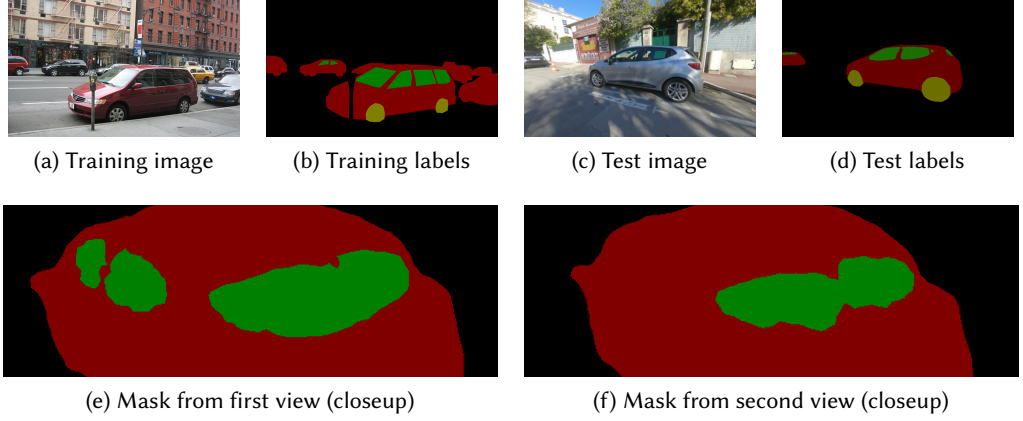 (a) Training image
(b) Training labels
(c) Test image
(d) Test labels
(e) Mask from first view (closeup)
(f) Mask from second view (closeup)